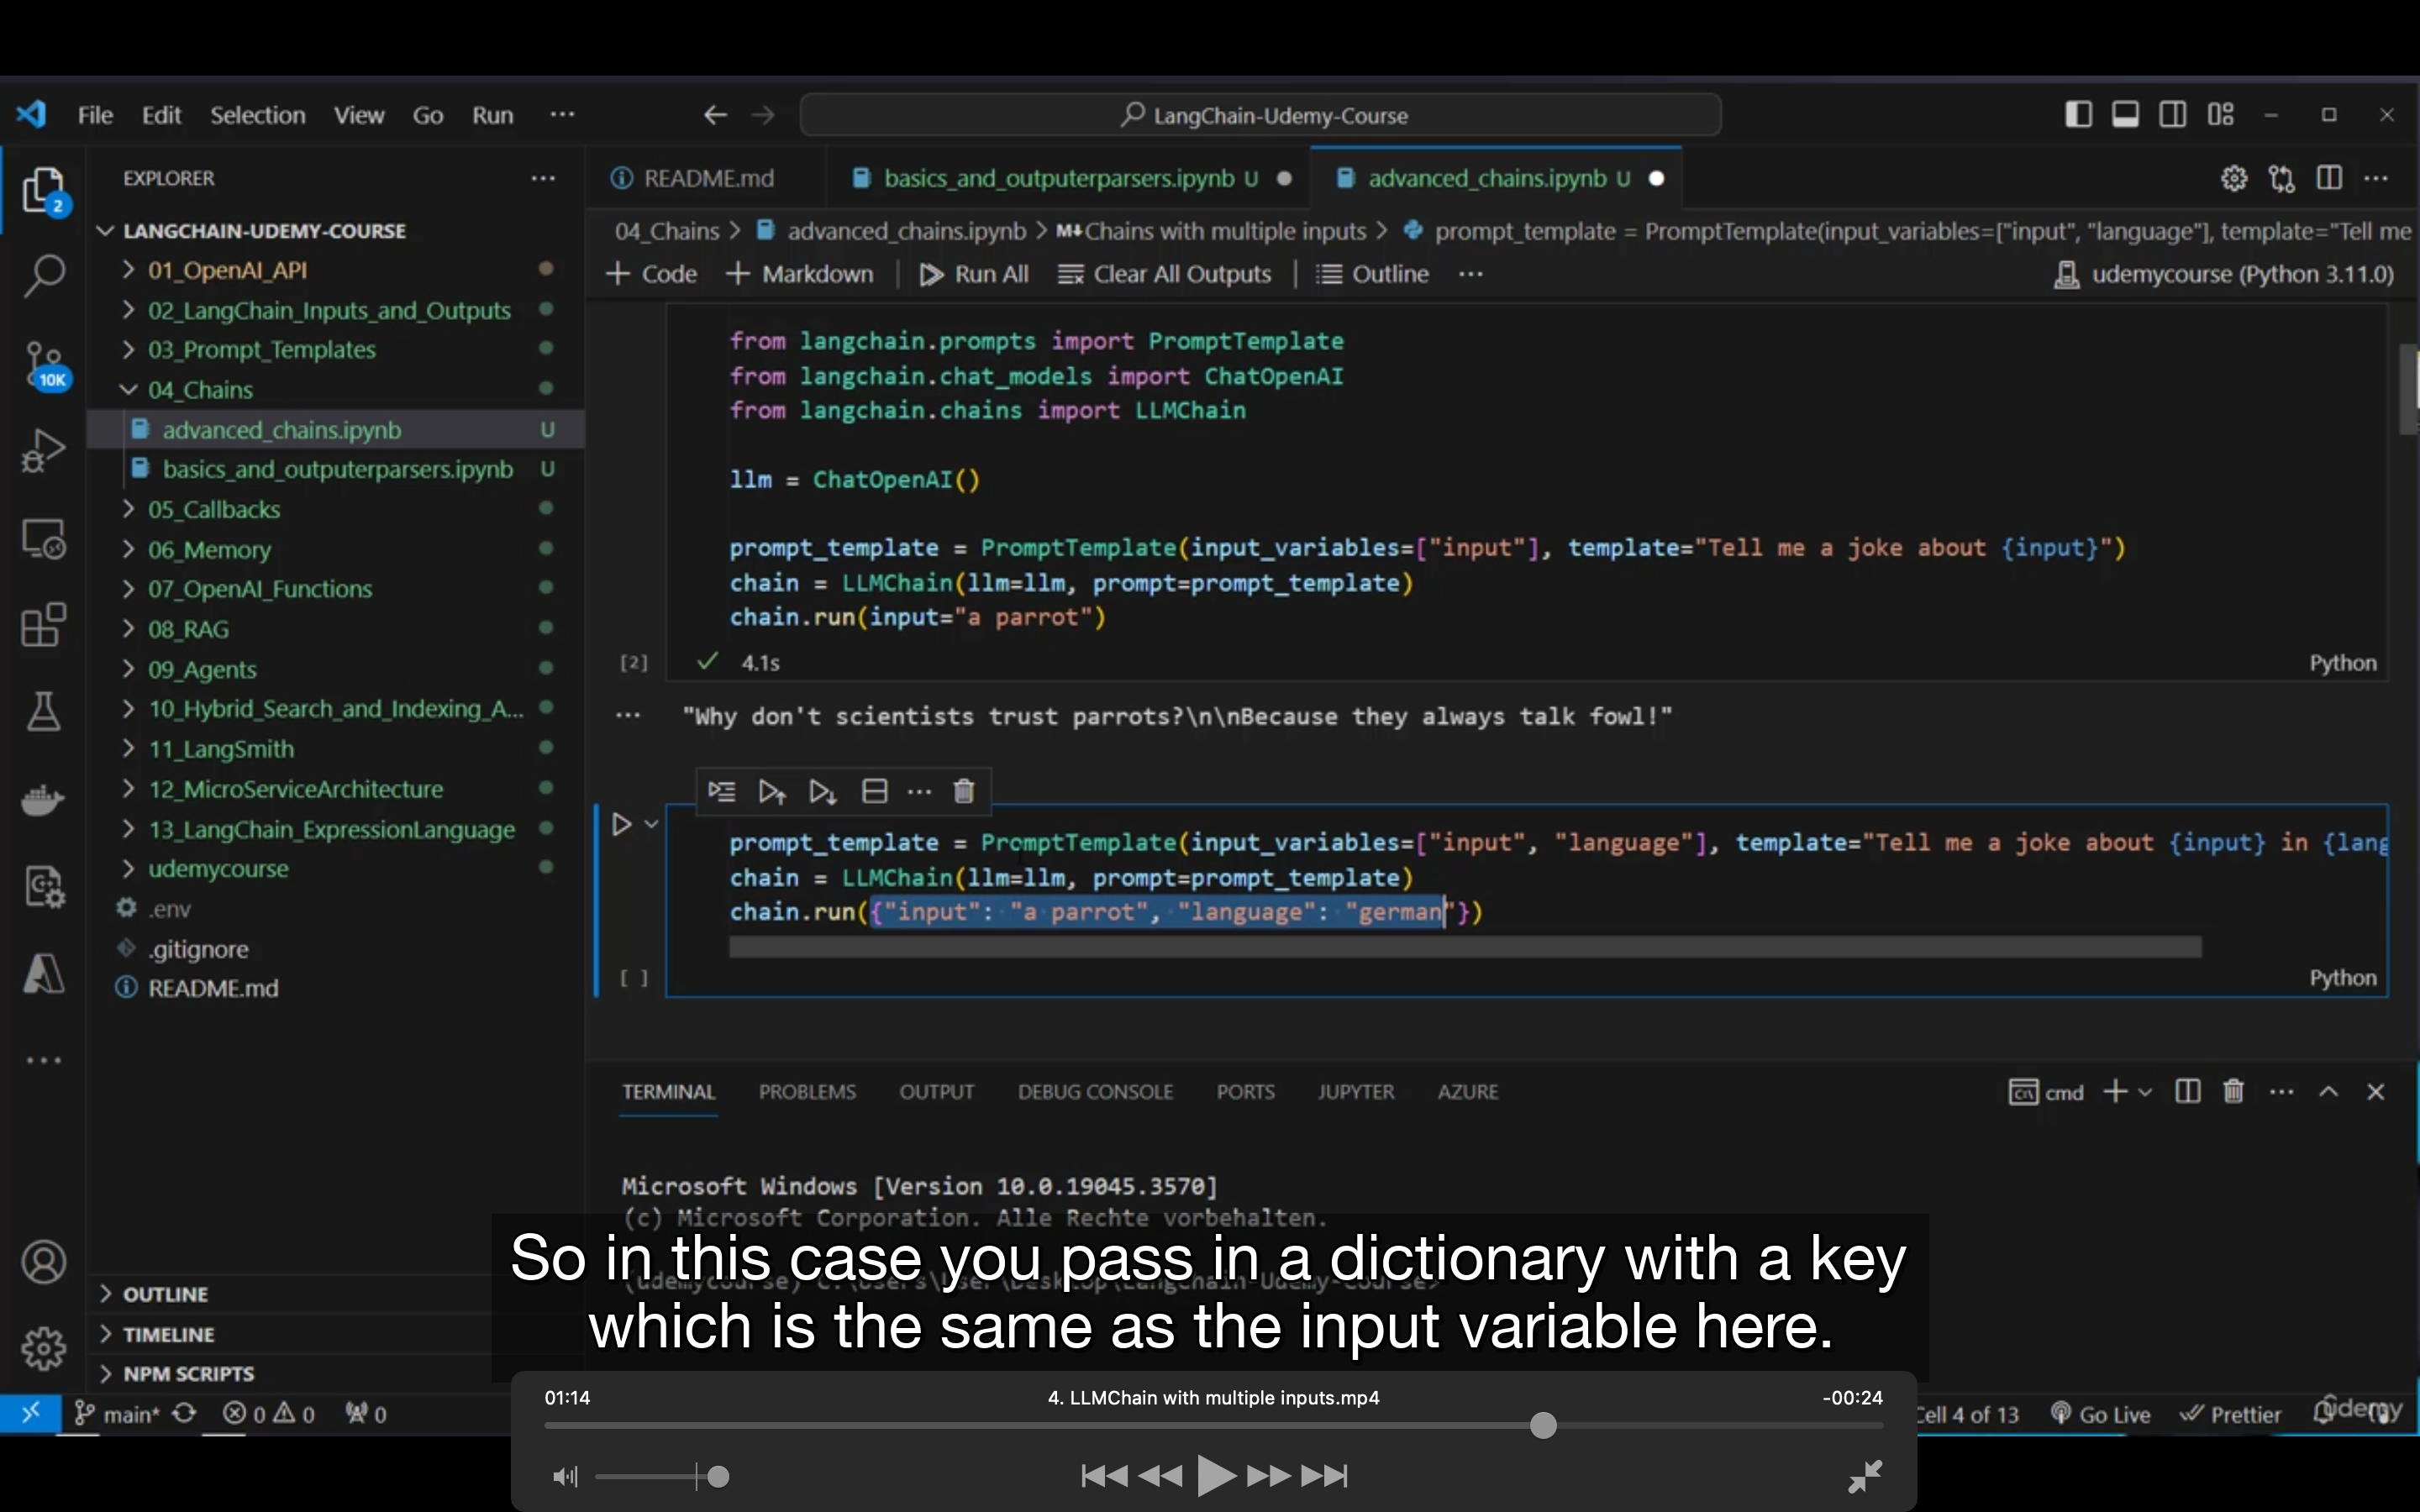 File Edit Selection View Go Run ···
LangChain-Udemy-Course
EXPLORER ···
2
10K
LANGCHAIN-UDEMY-COURSE
01_OpenAI_API
02_LangChain_Inputs_and_Outputs
03_Prompt_Templates
04_Chains
advanced_chains.ipynb U
basics_and_outputerparsers.ipynb U
05_Callbacks
06_Memory
07_OpenAI_Functions
08_RAG
09_Agents
10_Hybrid_Search_and_Indexing_A...
11_LangSmith
12_MicroServiceArchitecture
13_LangChain_ExpressionLanguage
udemycourse
.env
.gitignore
README.md
OUTLINE
TIMELINE
NPM SCRIPTS
README.md basics_and_outputerparsers.ipynb U advanced_chains.ipynb U
04_Chains > advanced_chains.ipynb > M↓Chains with multiple inputs > prompt_template = PromptTemplate(input_variables=["input", "language"], template="Tell me
+ Code + Markdown Run All Clear All Outputs Outline ··· udemycourse (Python 3.11.0)
from langchain.prompts import PromptTemplate
from langchain.chat_models import ChatOpenAI
from langchain.chains import LLMChain
llm = ChatOpenAI()
prompt_template = PromptTemplate(input_variables=["input"], template="Tell me a joke about {input}")
chain = LLMChain(llm=llm, prompt=prompt_template)
chain.run(input="a parrot")
[2] 4.1s Python
··· "Why don't scientists trust parrots?\n\nBecause they always talk fowl!"
prompt_template = PromptTemplate(input_variables=["input", "language"], template="Tell me a joke about {input} in {lang
chain = LLMChain(llm=llm, prompt=prompt_template)
chain.run({"input": "a parrot", "language": "german"})
[ ] Python
TERMINAL PROBLEMS OUTPUT DEBUG CONSOLE PORTS JUPYTER AZURE cmd
Microsoft Windows [Version 10.0.19045.3570]
(c) Microsoft Corporation. Alle Rechte vorbehalten.
(udemycourse) C:\Users\User\Desktop\LangChain-Udemy-Course>
So in this case you pass in a dictionary with a key
which is the same as the input variable here.
01:14 4. LLMChain with multiple inputs.mp4 -00:24
main* 0 0 0 Cell 4 of 13 Go Live Prettier
udemy